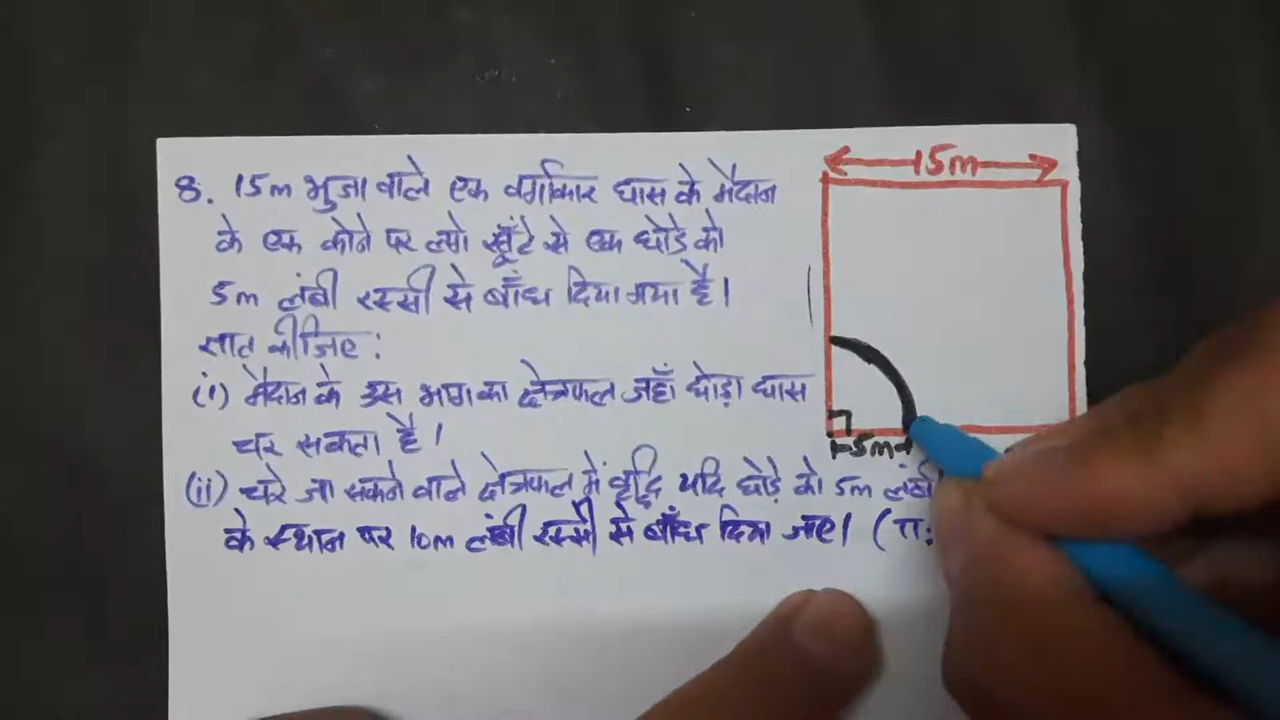 8. 15m भुजा वाले एक वर्गाकार घास के मैदान
के एक कोने पर लगे खूँटे से एक घोड़े को
5m लंबी रस्सी से बाँध दिया गया है।
ज्ञात कीजिए:
(i) मैदान के उस भाग का क्षेत्रफल जहाँ घोड़ा घास
चर सकता है।
(ii) चरे जा सकने वाले क्षेत्रफल में वृद्धि यदि घोड़े को 5m लंबी
के स्थान पर 10m लंबी रस्सी से बाँध दिया जाए। (π:
15m
5m